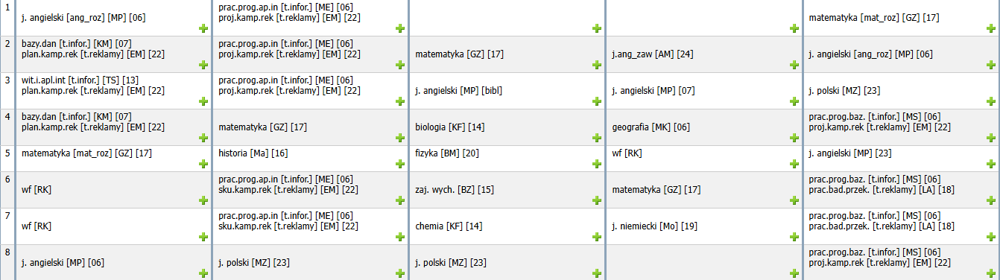 1
j. angielski [ang_roz] [MP] [06]
prac.prog.ap.in [t.infor.] [ME] [06]
proj.kamp.rek [t.reklamy] [EM] [22]
matematyka [mat_roz] [GZ] [17]
2
bazy.dan [t.infor.] [KM] [07]
plan.kamp.rek [t.reklamy] [EM] [22]
prac.prog.ap.in [t.infor.] [ME] [06]
proj.kamp.rek [t.reklamy] [EM] [22]
matematyka [GZ] [17]
j.ang_zaw [AM] [24]
j. angielski [ang_roz] [MP] [06]
3
wit.i.apl.int [t.infor.] [TS] [13]
plan.kamp.rek [t.reklamy] [EM] [22]
prac.prog.ap.in [t.infor.] [ME] [06]
proj.kamp.rek [t.reklamy] [EM] [22]
j. angielski [MP] [bibl]
j. angielski [MP] [07]
j. polski [MZ] [23]
4
bazy.dan [t.infor.] [KM] [07]
plan.kamp.rek [t.reklamy] [EM] [22]
matematyka [GZ] [17]
biologia [KF] [14]
geografia [MK] [06]
prac.prog.baz. [t.infor.] [MS] [06]
proj.kamp.rek [t.reklamy] [EM] [22]
5
matematyka [mat_roz] [GZ] [17]
historia [Ma] [16]
fizyka [BM] [20]
wf [RK]
j. angielski [MP] [23]
6
wf [RK]
prac.prog.ap.in [t.infor.] [ME] [06]
sku.kamp.rek [t.reklamy] [EM] [22]
zaj. wych. [BZ] [15]
matematyka [GZ] [17]
prac.prog.baz. [t.infor.] [MS] [06]
prac.bad.przek. [t.reklamy] [LA] [18]
7
wf [RK]
prac.prog.ap.in [t.infor.] [ME] [06]
sku.kamp.rek [t.reklamy] [EM] [22]
chemia [KF] [14]
j. niemiecki [Mo] [19]
prac.prog.baz. [t.infor.] [MS] [06]
prac.bad.przek. [t.reklamy] [LA] [18]
8
j. angielski [MP] [06]
j. polski [MZ] [23]
j. polski [MZ] [23]
prac.prog.baz. [t.infor.] [MS] [06]
proj.kamp.rek [t.reklamy] [EM] [22]